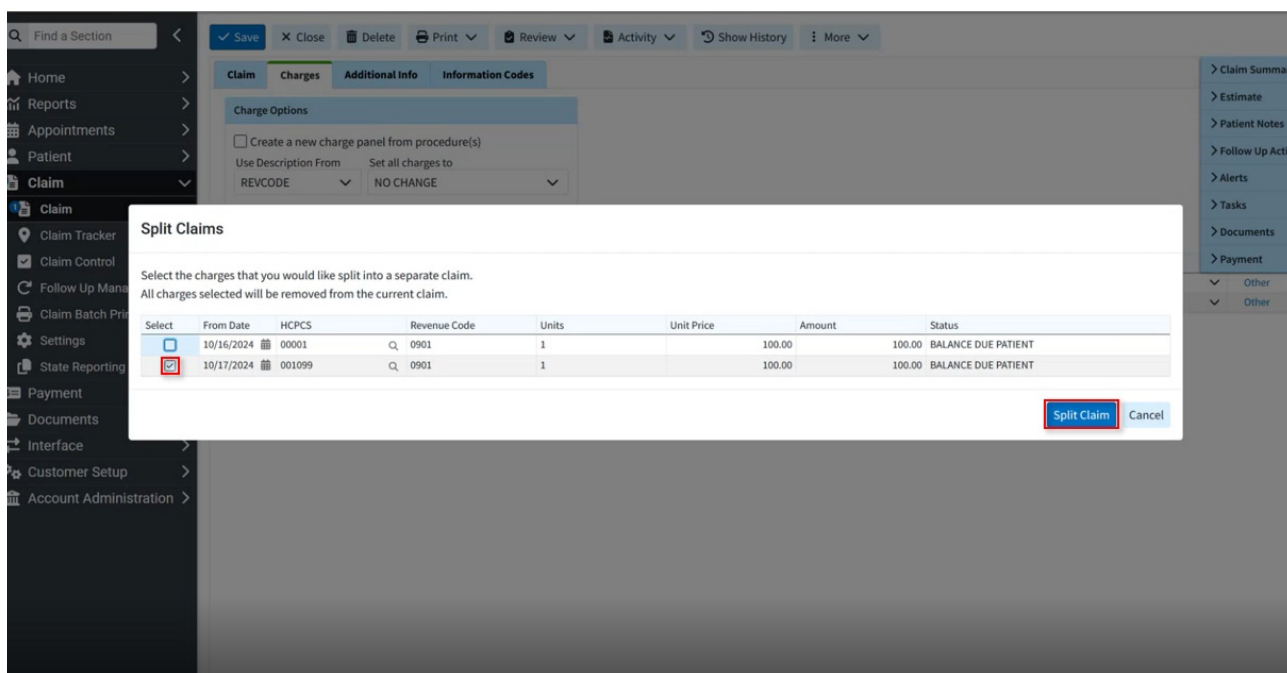 Find a Section
Save Close Delete Print Review Activity Show History More
Home
Reports
Appointments
Patient
Claim
1 Claim
Claim Tracker
Claim Control
Follow Up Mana
Claim Batch Prin
Settings
State Reporting
Payment
Documents
Interface
Customer Setup
Account Administration
Claim Charges Additional Info Information Codes
Charge Options
Create a new charge panel from procedure(s)
Use Description From Set all charges to
REVCODE NO CHANGE
Claim Summa
Estimate
Patient Notes
Follow Up Acti
Alerts
Tasks
Documents
Payment
Other
Other
Split Claims
Select the charges that you would like split into a separate claim.
All charges selected will be removed from the current claim.
Select From Date HCPCS Revenue Code Units Unit Price Amount Status
10/16/2024 00001 0901 1 100.00 100.00 BALANCE DUE PATIENT
10/17/2024 001099 0901 1 100.00 100.00 BALANCE DUE PATIENT
Split Claim Cancel